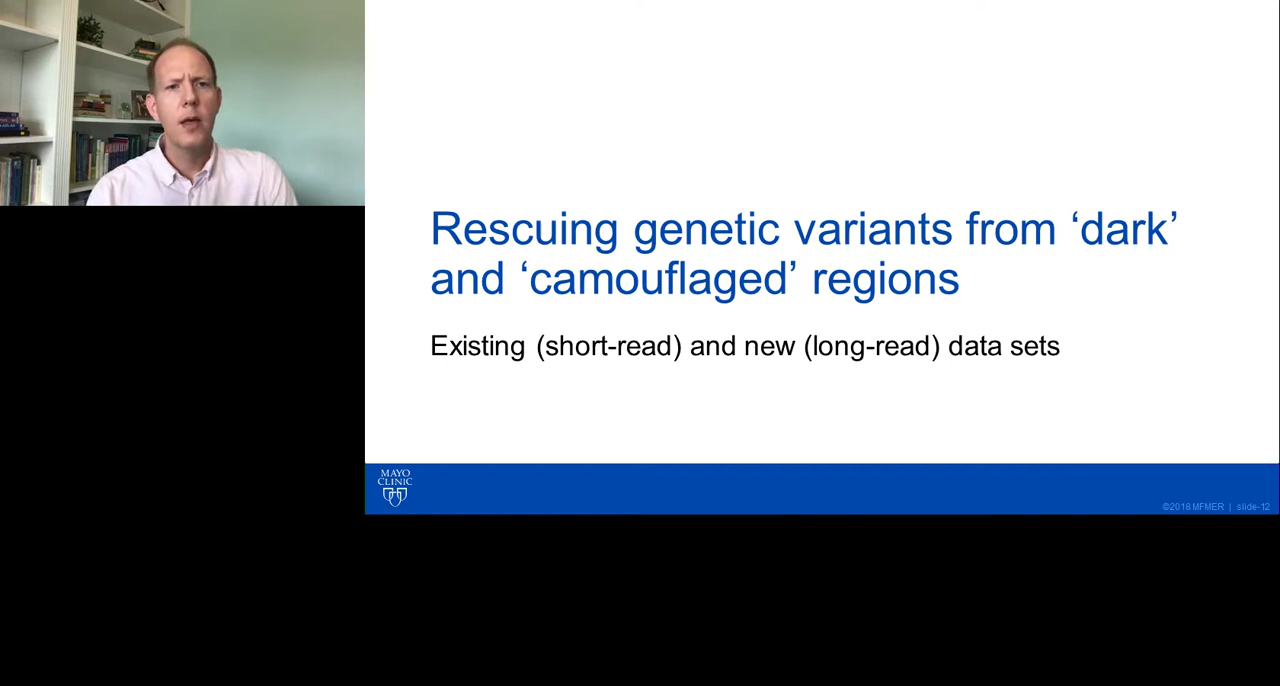 Rescuing genetic variants from ‘dark’
and ‘camouflaged’ regions
Existing (short-read) and new (long-read) data sets
MAYO
CLINIC
©2018 MFMER | slide-12